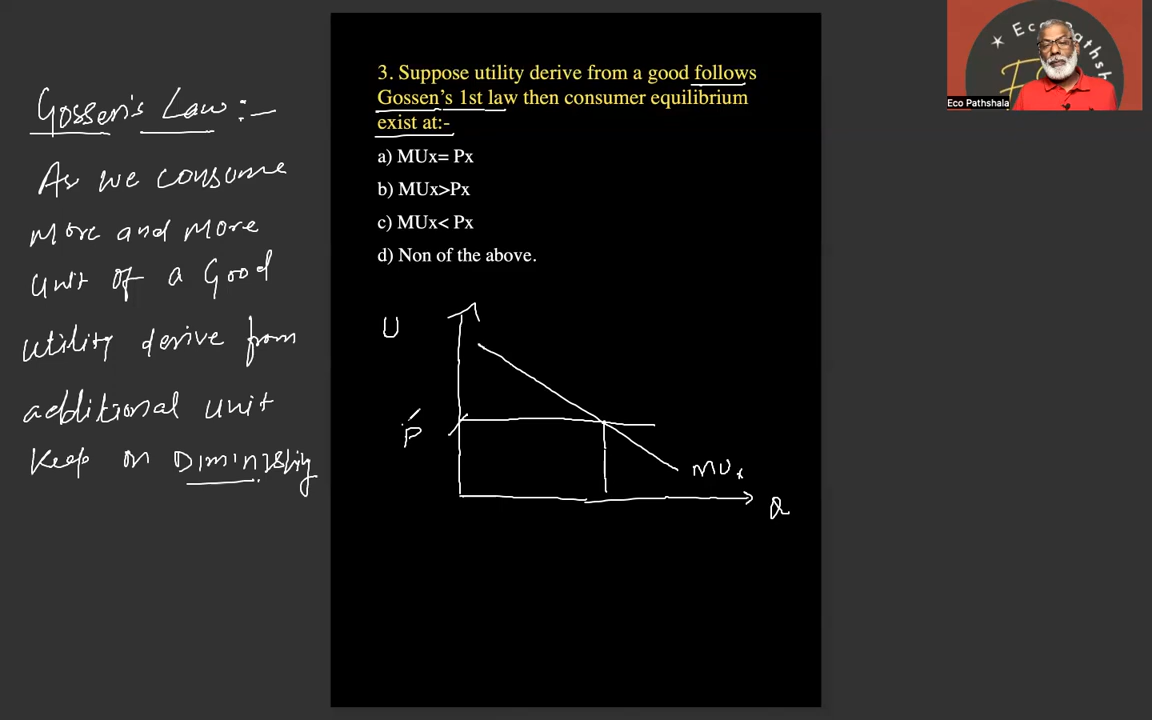 Gossen's Law :-
As we consume
More and More
Unit of a Good
Utility derive from
additional Unit
Keep on Diminishing
3. Suppose utility derive from a good follows
Gossen's 1st law then consumer equilibrium
exist at:-
a) MUx= Px
b) MUx>Px
c) MUx< Px
d) Non of the above.
U
P
MUx
Q
Eco Pathshala
Eco Pathsha